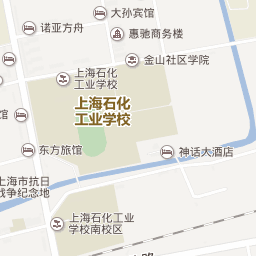 大孙宾馆
诺亚方舟
惠驰商务楼
金山社区学院
上海石化
工业学校
上海石化
工业学校
东方旅馆
神话大酒店
上海市抗日
战争纪念地
上海石化工业
学校南校区
路